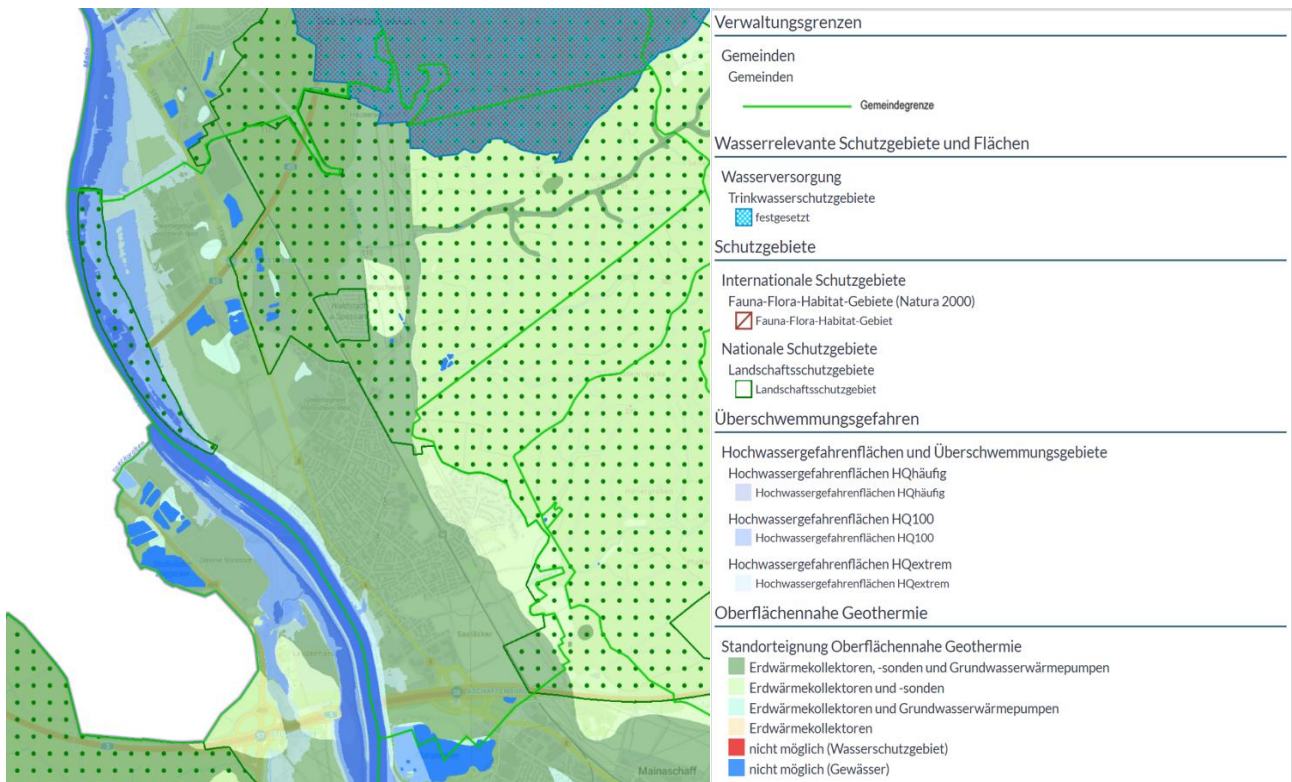 Verwaltungsgrenzen
Gemeinden
Gemeinden
Gemeindegrenze
Wasserrelevante Schutzgebiete und Flächen
Wasserversorgung
Trinkwasserschutzgebiete
festgesetzt
Schutzgebiete
Internationale Schutzgebiete
Fauna-Flora-Habitat-Gebiete (Natura 2000)
Fauna-Flora-Habitat-Gebiet
Nationale Schutzgebiete
Landschaftsschutzgebiete
Landschaftsschutzgebiet
Überschwemmungsgefahren
Hochwassergefahrenflächen und Überschwemmungsgebiete
Hochwassergefahrenflächen HQhäufig
Hochwassergefahrenflächen HQhäufig
Hochwassergefahrenflächen HQ100
Hochwassergefahrenflächen HQ100
Hochwassergefahrenflächen HQextrem
Hochwassergefahrenflächen HQextrem
Oberflächennahe Geothermie
Standorteignung Oberflächennahe Geothermie
Erdwärmekollektoren, -sonden und Grundwasserwärmepumpen
Erdwärmekollektoren und -sonden
Erdwärmekollektoren und Grundwasserwärmepumpen
Erdwärmekollektoren
nicht möglich (Wasserschutzgebiet)
nicht möglich (Gewässer)
Mainaschaff